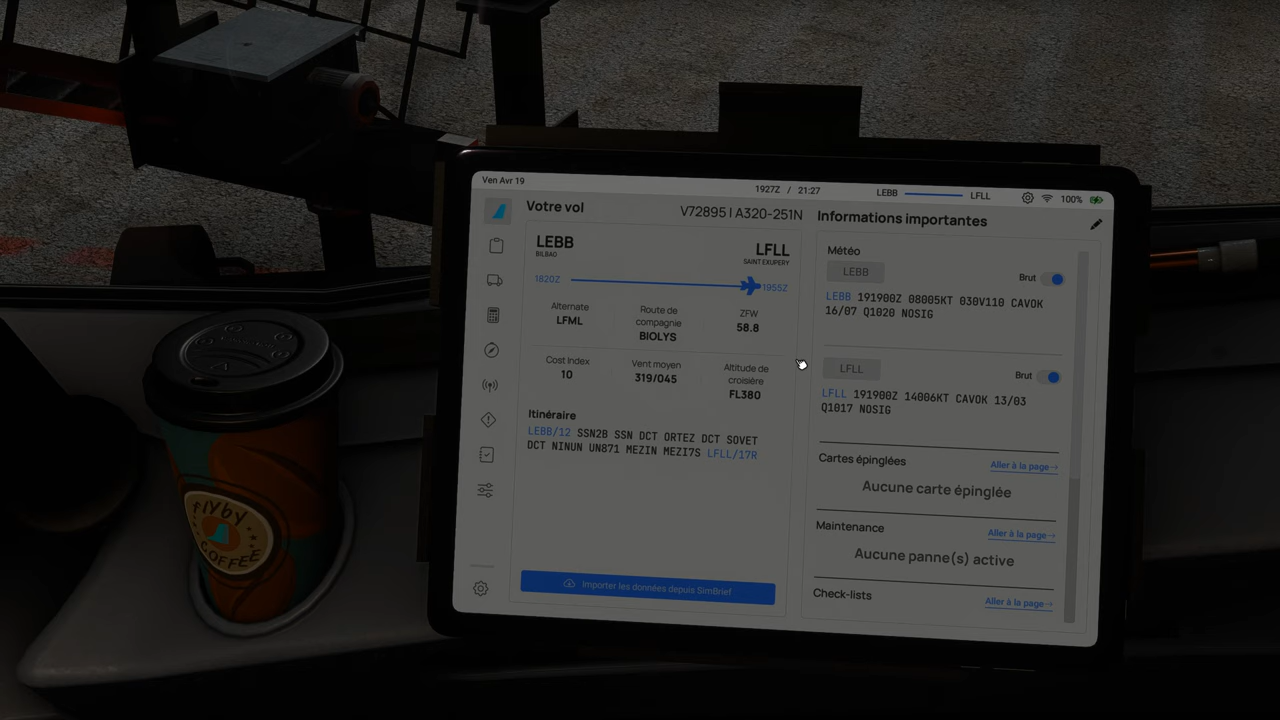 Ven Avr 19
1927Z / 21:27
LEBB LFLL
100%
Votre vol
V72895 | A320-251N
LEBB
BILBAO
LFLL
SAINT EXUPERY
1820Z
1955Z
Alternate
LFML
Route de
compagnie
BIOLYS
ZFW
58.8
Cost Index
10
Vent moyen
319/045
Altitude de
croisière
FL380
Itinéraire
LEBB/12 SSN2B SSN DCT ORTEZ DCT SOVET
DCT NINUN UN871 MEZIN MEZI7S LFLL/17R
Importer les données depuis SimBrief
Informations importantes
Météo
LEBB
Brut
LEBB 191900Z 08005KT 030V110 CAVOK
16/07 Q1020 NOSIG
LFLL
Brut
LFLL 191900Z 14006KT CAVOK 13/03
Q1017 NOSIG
Cartes épinglées
Aller à la page
Aucune carte épinglée
Maintenance
Aller à la page
Aucune panne(s) active
Check-lists
Aller à la page
flyby
COFFEE